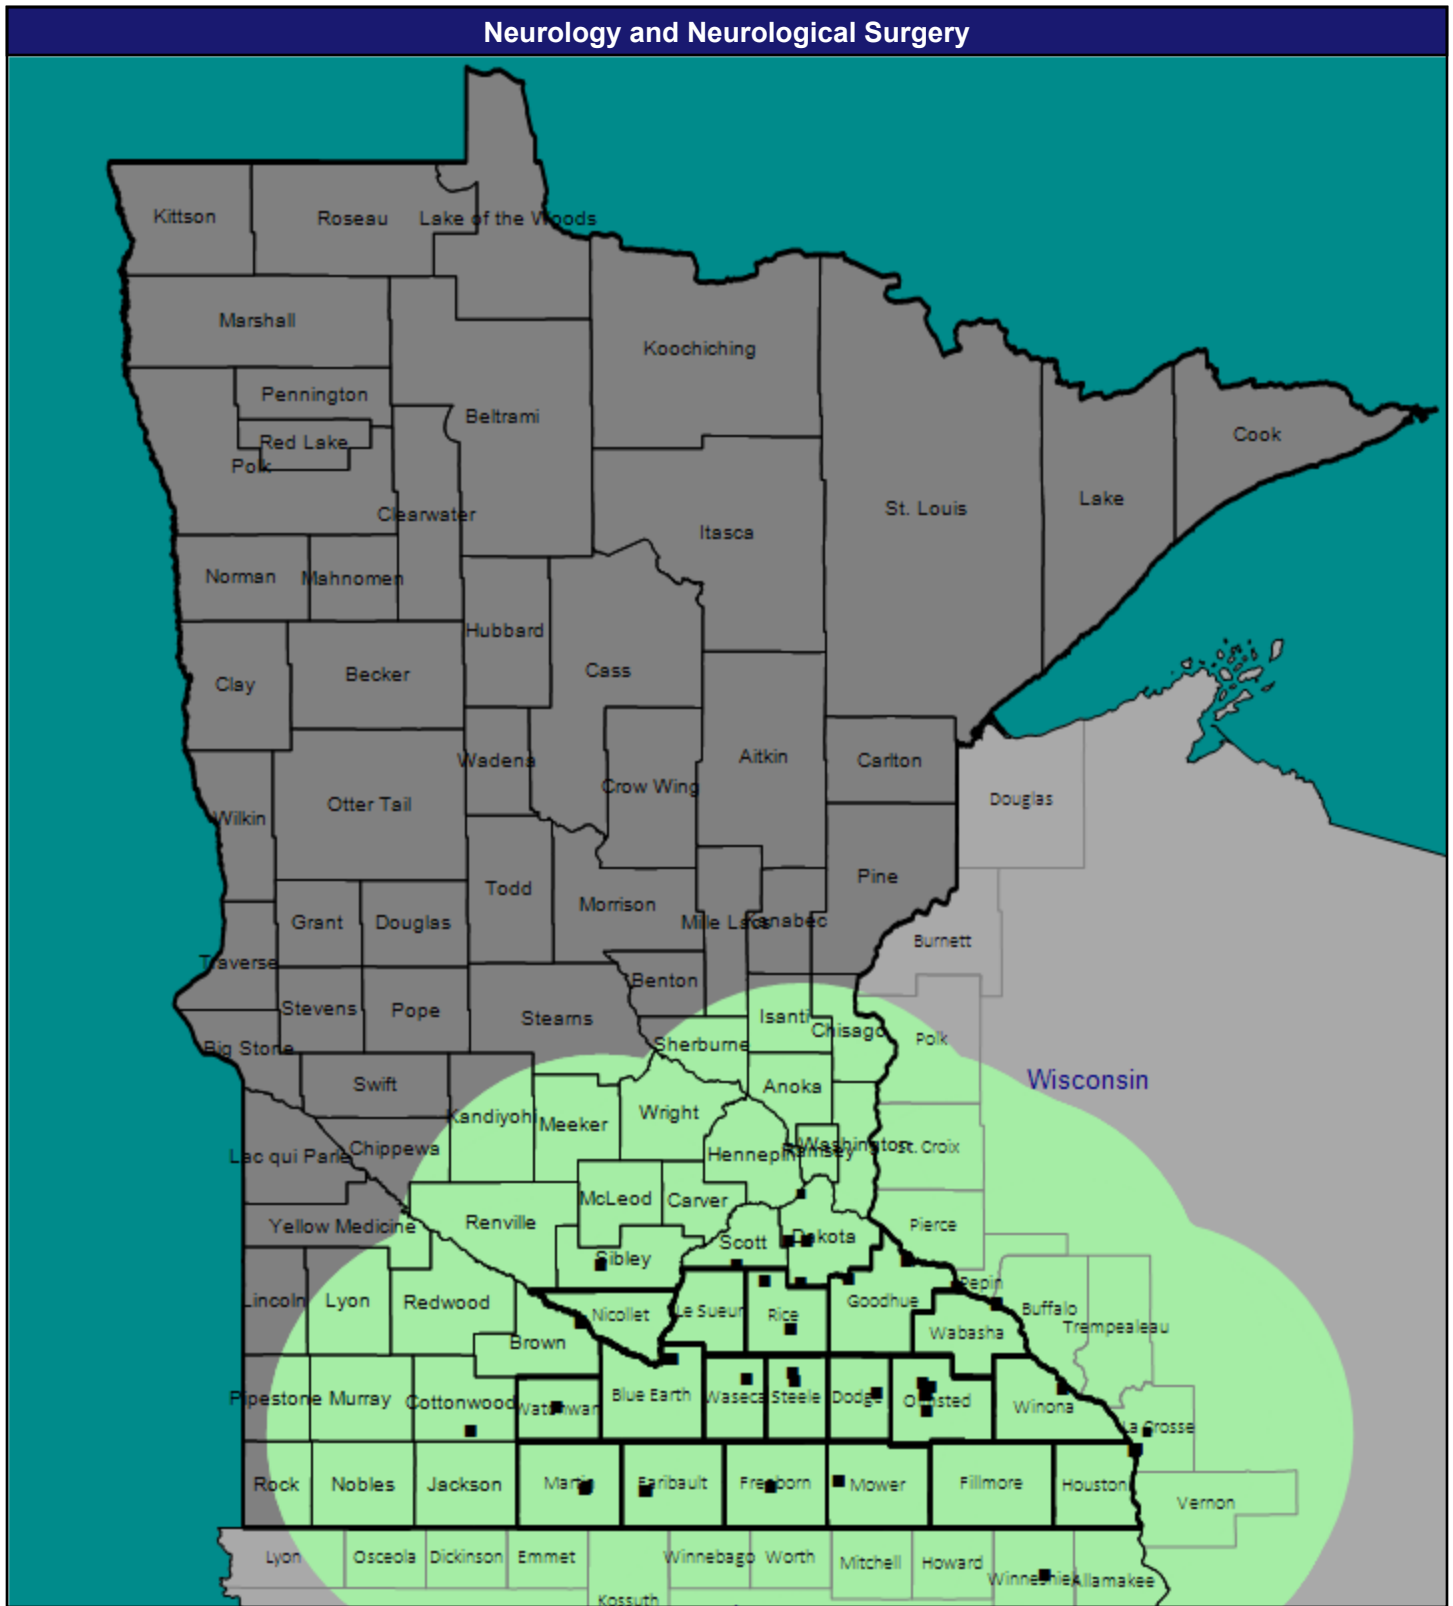 Neurology and Neurological Surgery
Kittson
Roseau
Lake of the Woods
Marshall
Koochiching
Pennington
Beltrami
Red Lake
Polk
Cook
Clearwater
Lake
St. Louis
Itasca
Norman
Mahnomen
Hubbard
Cass
Clay
Becker
Wadena
Aitkin
Carlton
Crow Wing
Douglas
Otter Tail
Wilkin
Pine
Todd
Morrison
Grant
Douglas
Mille Lacs
Kanabec
Burnett
Traverse
Benton
Stevens
Pope
Stearns
Isanti
Chisago
Polk
Big Stone
Sherburne
Wisconsin
Swift
Anoka
Kandiyohi
Meeker
Wright
Lac qui Parle
Chippewa
Hennepin
Ramsey
Washington
St. Croix
McLeod
Carver
Renville
Yellow Medicine
Pierce
Scott
Dakota
Sibley
Pepin
Lincoln
Lyon
Redwood
Nicollet
Le Sueur
Rice
Goodhue
Buffalo
Trempealeau
Brown
Wabasha
Pipestone
Murray
Cottonwood
Watonwan
Blue Earth
Waseca
Steele
Dodge
Olmsted
Winona
La Crosse
Rock
Nobles
Jackson
Martin
Faribault
Freeborn
Mower
Fillmore
Houston
Vernon
Lyon
Osceola
Dickinson
Emmet
Winnebago
Worth
Mitchell
Howard
Winneshiek
Allamakee
Kossuth